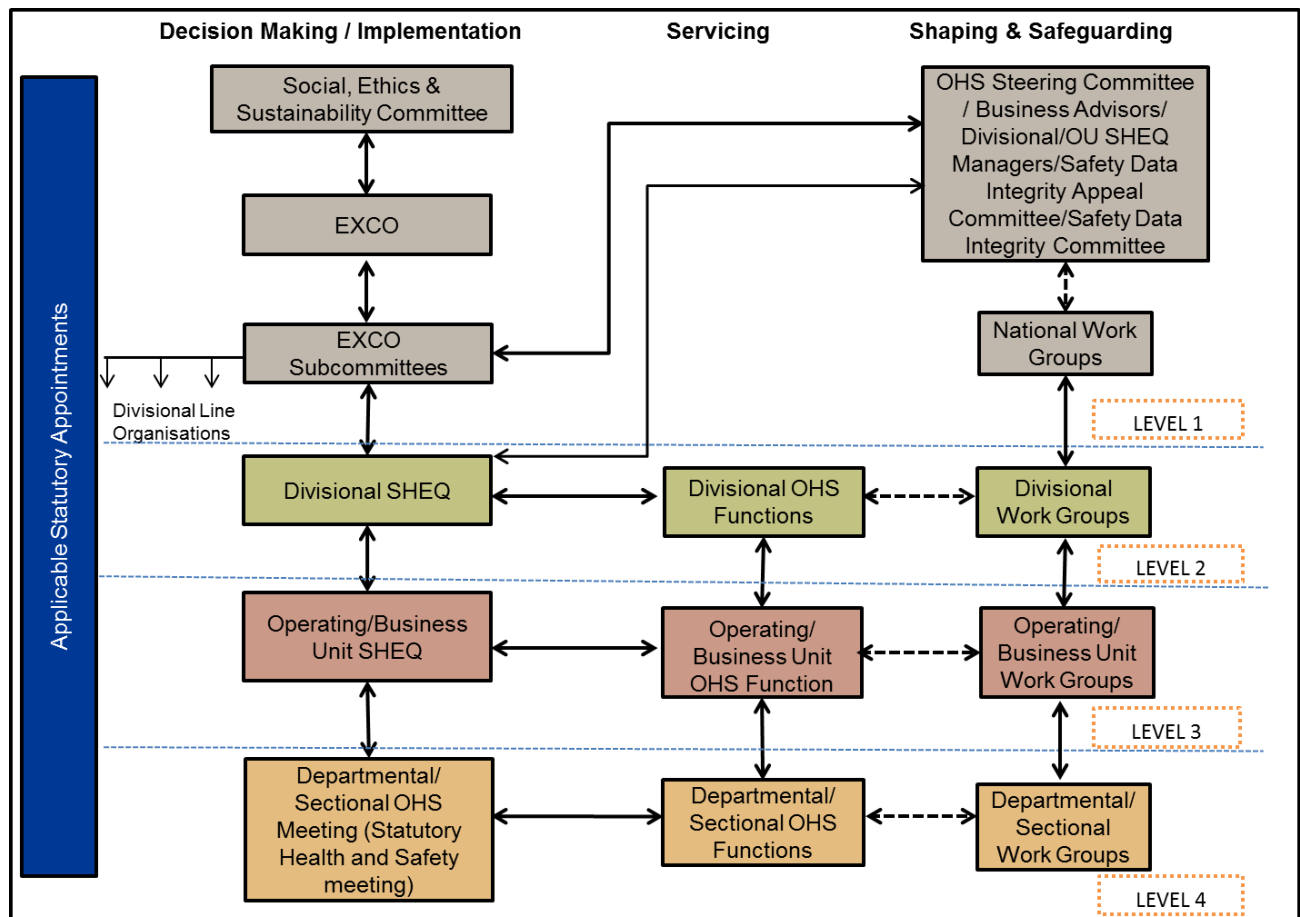 Decision Making / Implementation
Servicing
Shaping & Safeguarding
Applicable Statutory Appointments
Social, Ethics &
Sustainability Committee
OHS Steering Committee
/ Business Advisors/
Divisional/OU SHEQ
Managers/Safety Data
Integrity Appeal
Committee/Safety Data
Integrity Committee
EXCO
EXCO
Subcommittees
National Work
Groups
Divisional Line
Organisations
LEVEL 1
Divisional SHEQ
Divisional OHS
Functions
Divisional
Work Groups
LEVEL 2
Operating/Business
Unit SHEQ
Operating/
Business Unit
OHS Function
Operating/
Business Unit
Work Groups
LEVEL 3
Departmental/
Sectional OHS
Meeting (Statutory
Health and Safety
meeting)
Departmental/
Sectional OHS
Functions
Departmental/
Sectional
Work Groups
LEVEL 4